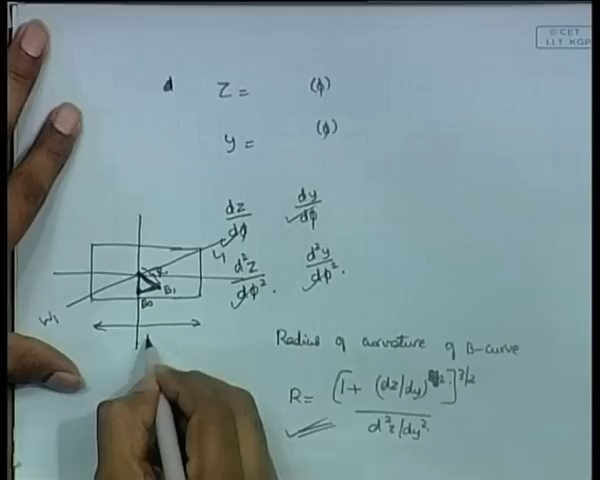 © CET
I.I.T. KGP
Z = (ϕ)
y = (ϕ)
dz/dϕ dy/dϕ
d²z/dϕ². d²y/dϕ².
L1
B1
B0
W1
Radius of curvature of B-curve
R = [1 + (dz/dy)²]^3/2 / d²z/dy²